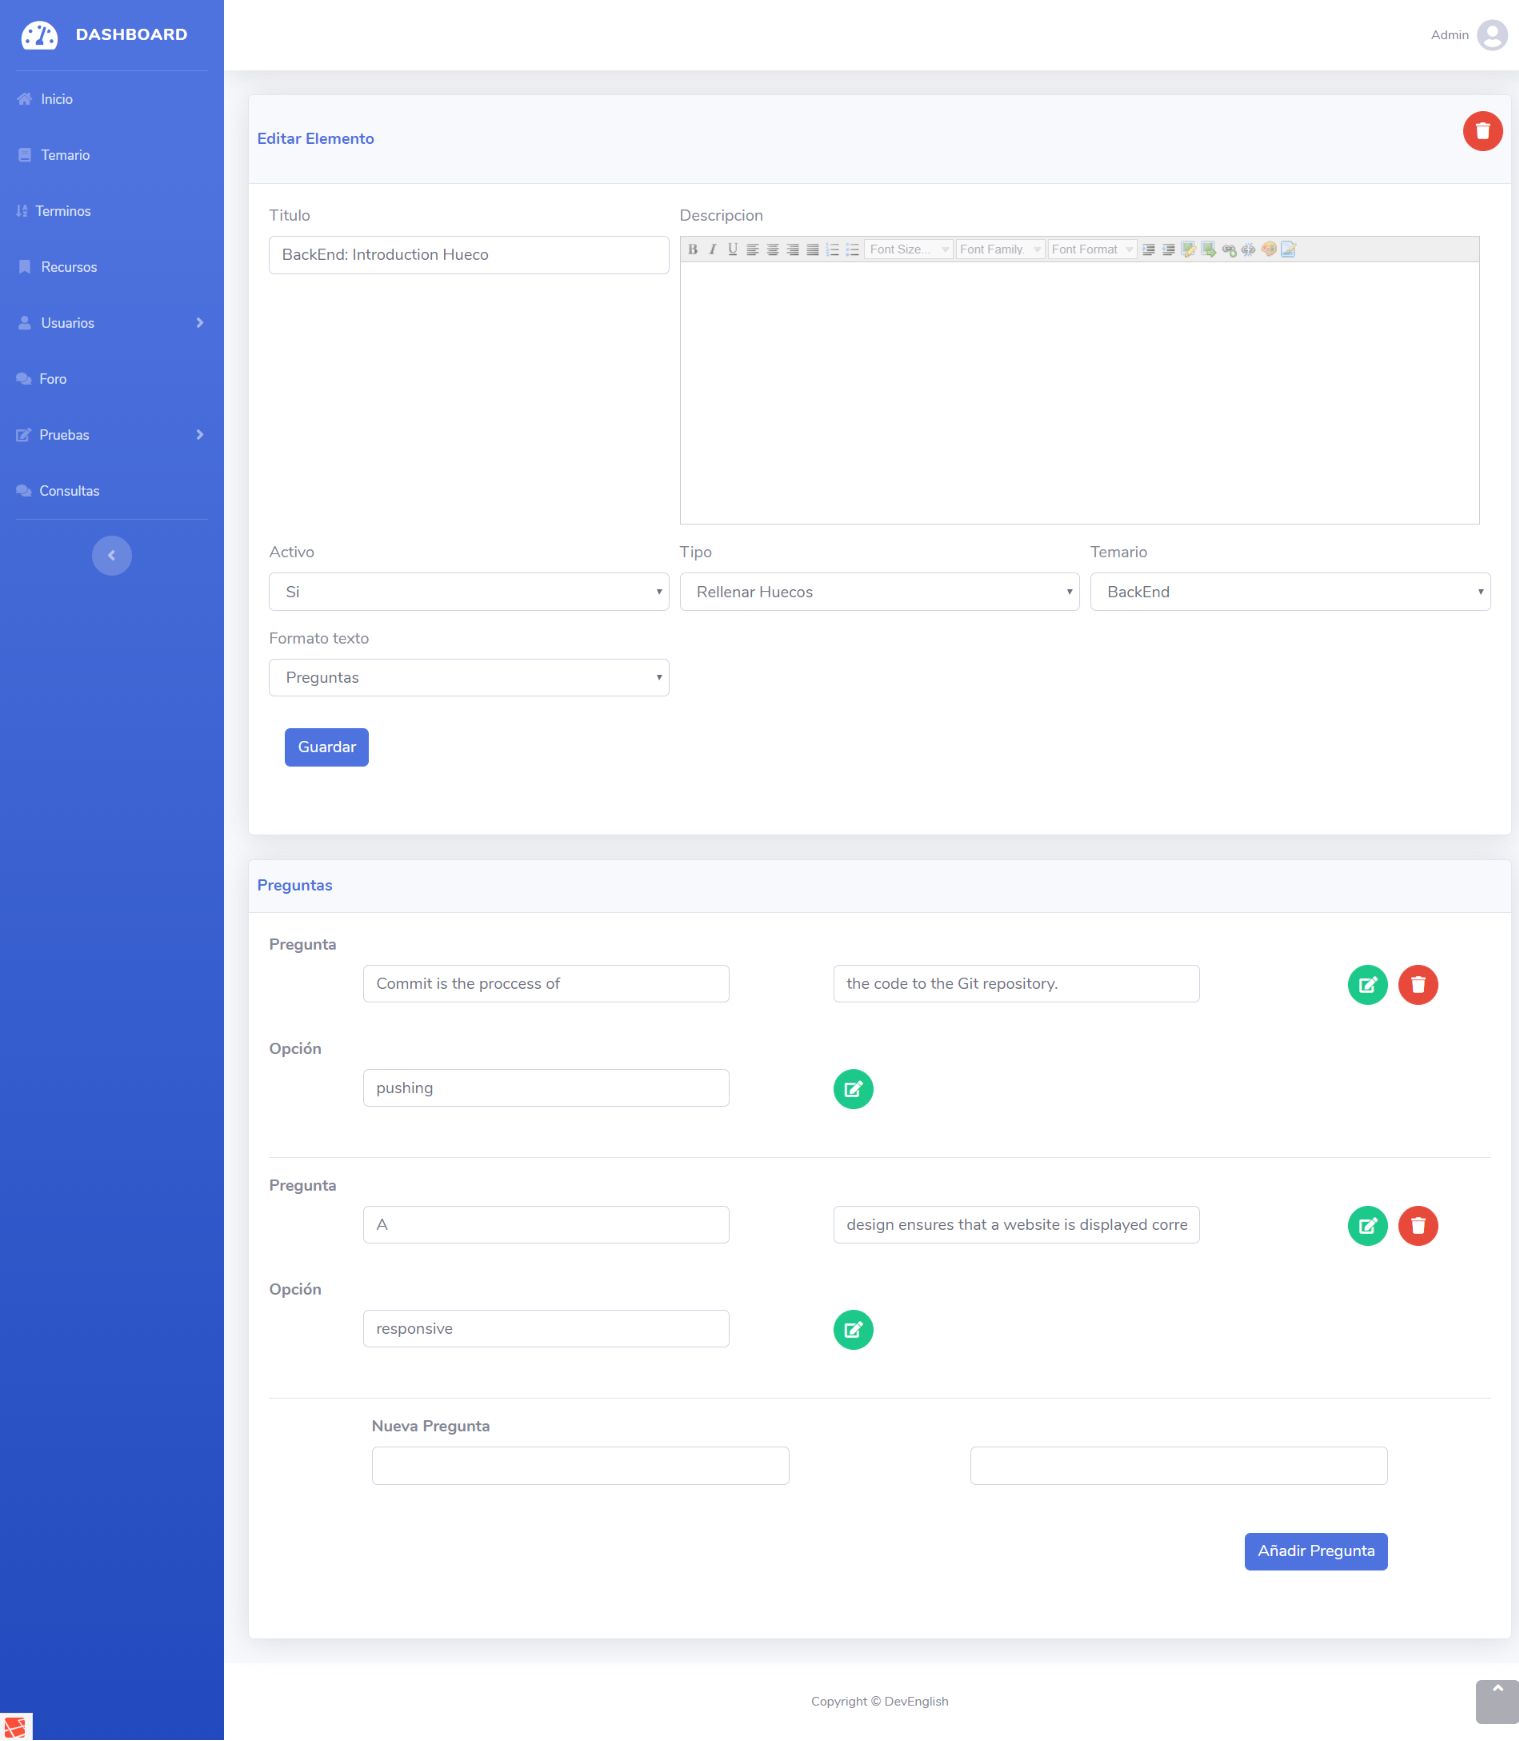 DASHBOARD
Admin
Inicio
Temario
Terminos
Recursos
Usuarios
Foro
Pruebas
Consultas
Editar Elemento
Titulo
Descripcion
BackEnd: Introduction Hueco
B I U Font Size... Font Family. Font Format
Activo
Tipo
Temario
Si
Rellenar Huecos
BackEnd
Formato texto
Preguntas
Guardar
Preguntas
Pregunta
Commit is the proccess of
the code to the Git repository.
Opción
pushing
Pregunta
A
design ensures that a website is displayed corre
Opción
responsive
Nueva Pregunta
Añadir Pregunta
Copyright © DevEnglish